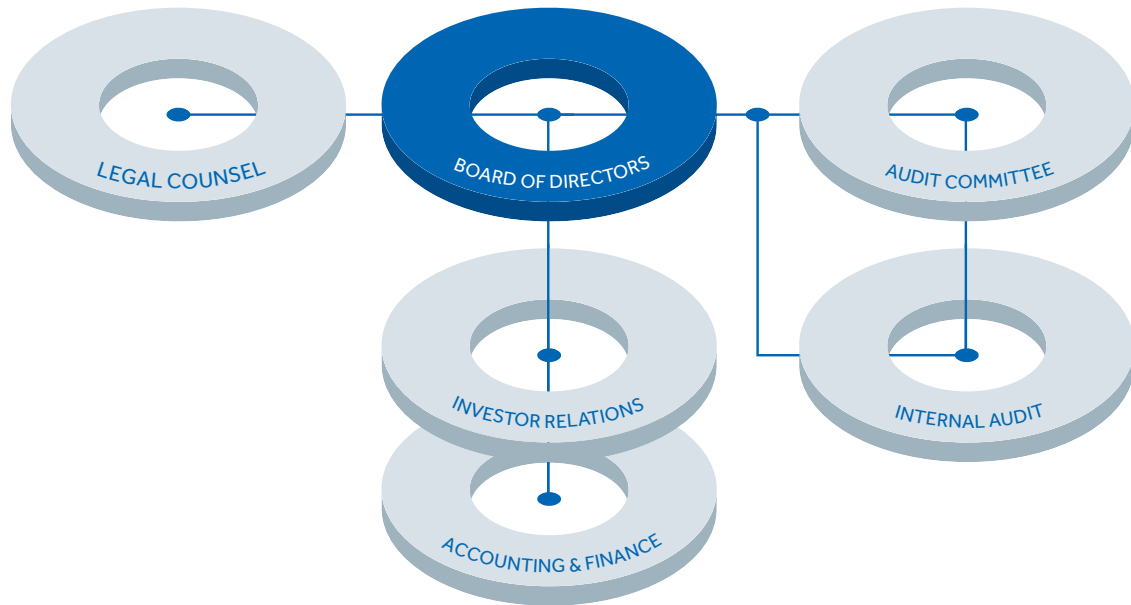 LEGAL COUNSEL
BOARD OF DIRECTORS
AUDIT COMMITTEE
INVESTOR RELATIONS
INTERNAL AUDIT
ACCOUNTING & FINANCE